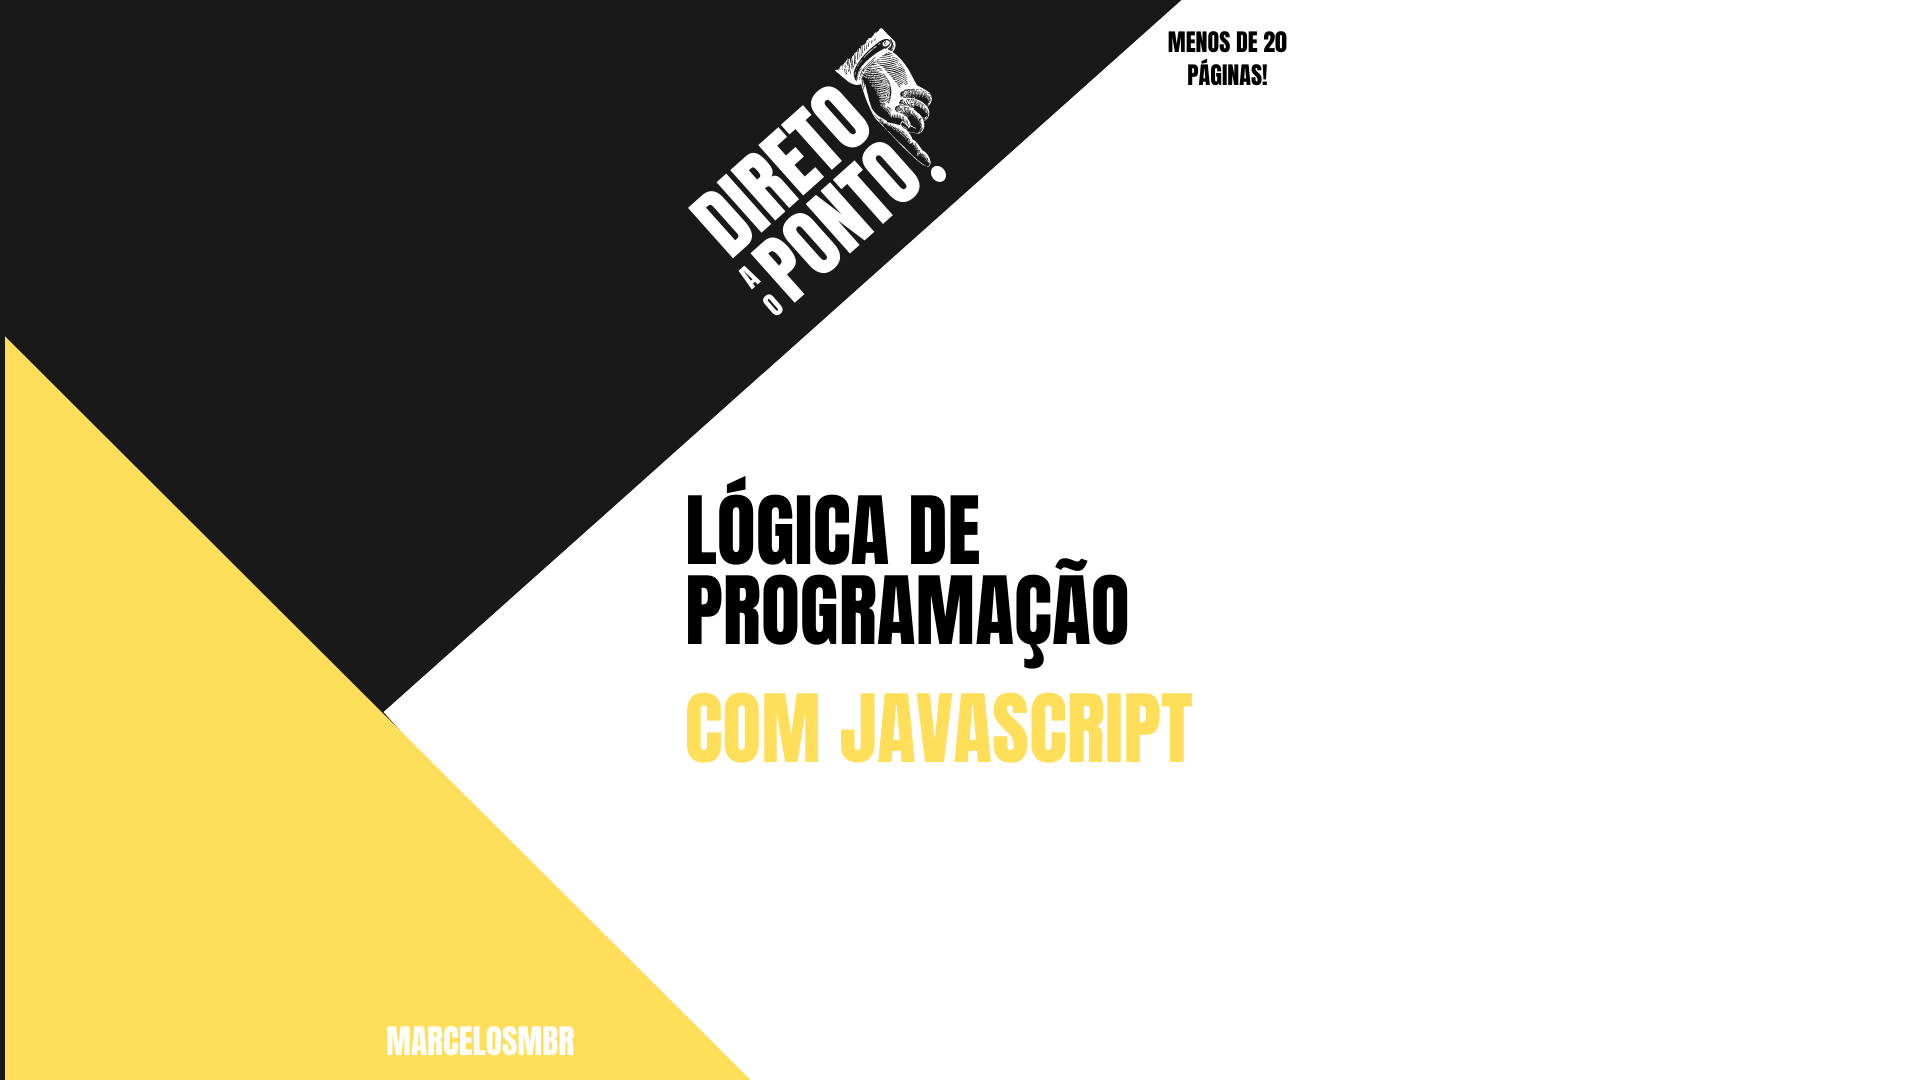 DIRETO
AO PONTO.
MENOS DE 20
PÁGINAS!
LÓGICA DE
PROGRAMAÇÃO
COM JAVASCRIPT
MARCELOSMBR